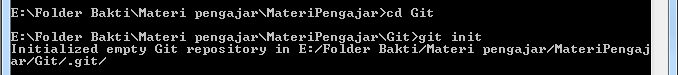 E:\Folder Bakti\Materi pengajar\MateriPengajar>cd Git
E:\Folder Bakti\Materi pengajar\MateriPengajar\Git>git init
Initialized empty Git repository in E:/Folder Bakti/Materi pengajar/MateriPengaj
ar/Git/.git/